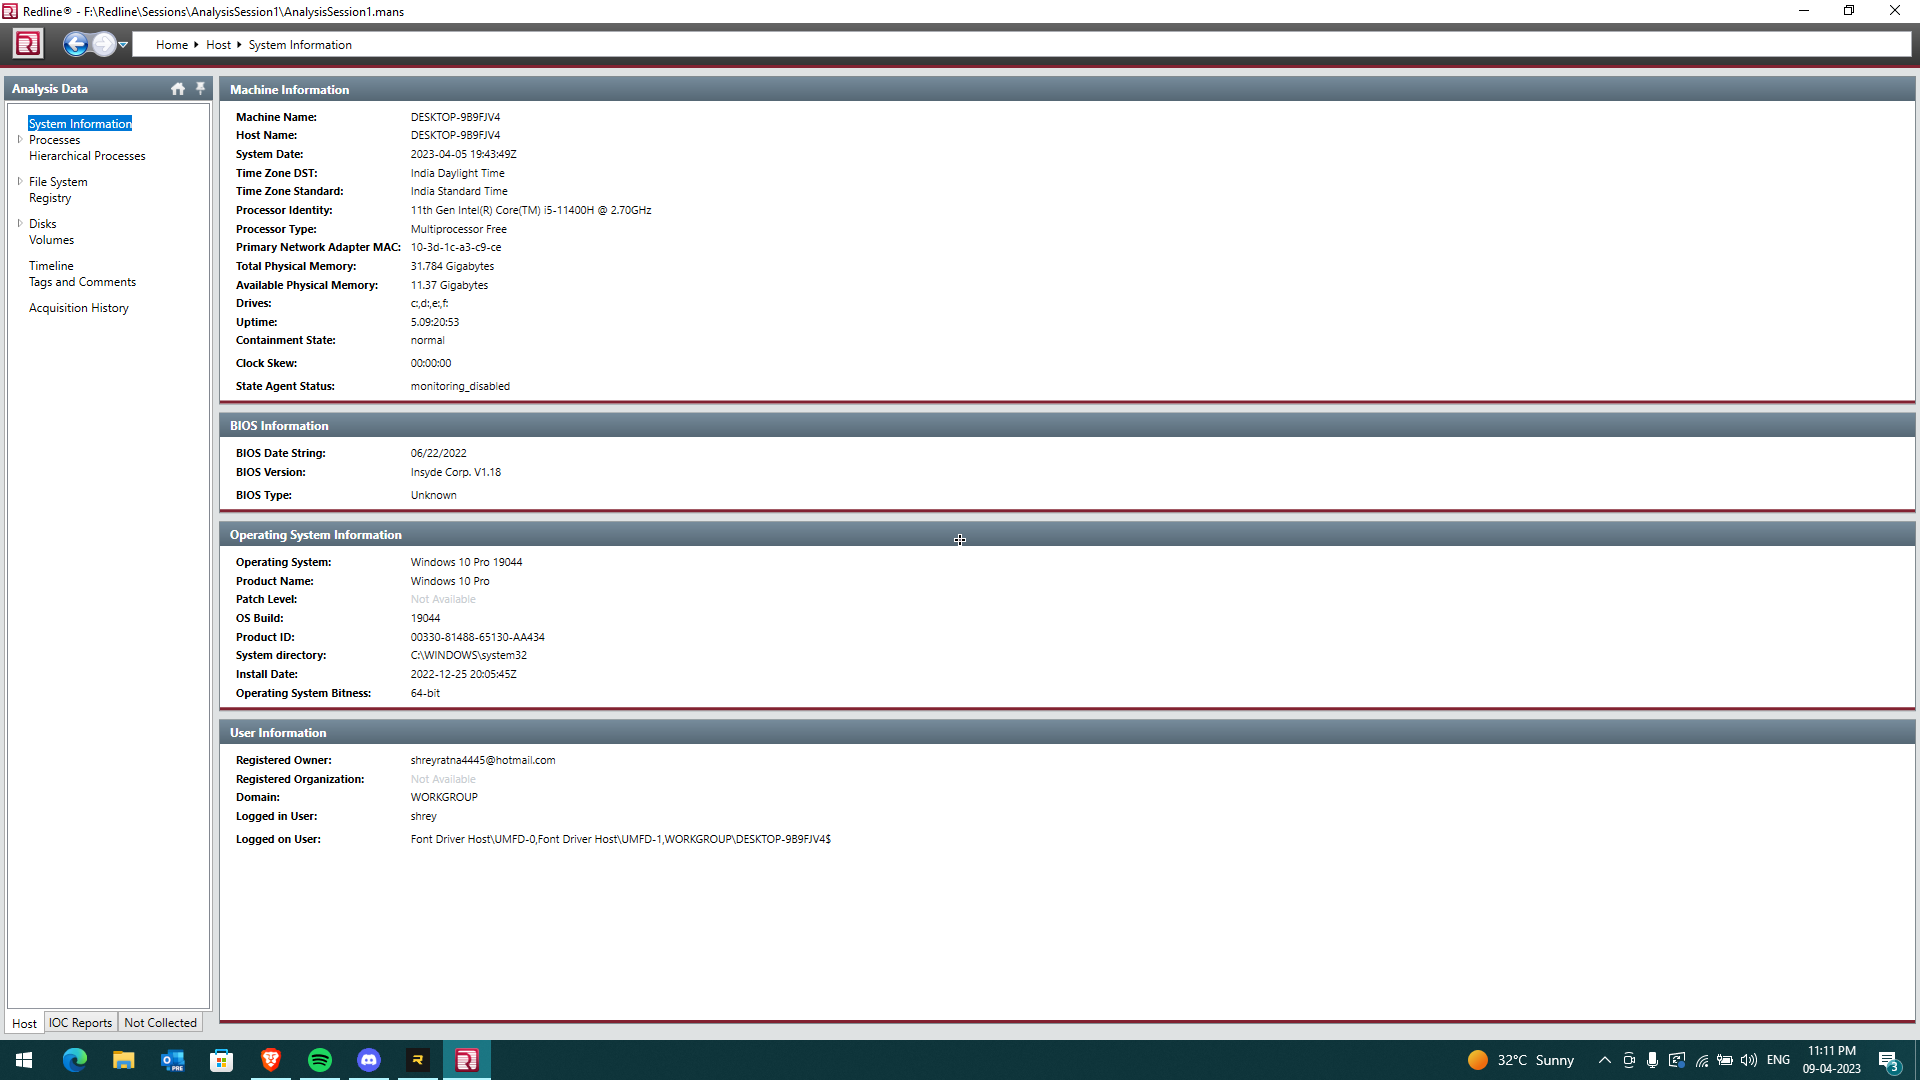 Redline® - F:\Redline\Sessions\AnalysisSession1\AnalysisSession1.mans
Home Host System Information
Analysis Data
System Information
Processes
Hierarchical Processes
File System
Registry
Disks
Volumes
Timeline
Tags and Comments
Acquisition History
Machine Information
Machine Name: DESKTOP-9B9FJV4
Host Name: DESKTOP-9B9FJV4
System Date: 2023-04-05 19:43:49Z
Time Zone DST: India Daylight Time
Time Zone Standard: India Standard Time
Processor Identity: 11th Gen Intel(R) Core(TM) i5-11400H @ 2.70GHz
Processor Type: Multiprocessor Free
Primary Network Adapter MAC: 10-3d-1c-a3-c9-ce
Total Physical Memory: 31.784 Gigabytes
Available Physical Memory: 11.37 Gigabytes
Drives: c:,d:,e:,f:
Uptime: 5.09:20:53
Containment State: normal
Clock Skew: 00:00:00
State Agent Status: monitoring_disabled
BIOS Information
BIOS Date String: 06/22/2022
BIOS Version: Insyde Corp. V1.18
BIOS Type: Unknown
Operating System Information
Operating System: Windows 10 Pro 19044
Product Name: Windows 10 Pro
Patch Level: Not Available
OS Build: 19044
Product ID: 00330-81488-65130-AA434
System directory: C:\WINDOWS\system32
Install Date: 2022-12-25 20:05:45Z
Operating System Bitness: 64-bit
User Information
Registered Owner: shreyratna4445@hotmail.com
Registered Organization: Not Available
Domain: WORKGROUP
Logged in User: shrey
Logged on User: Font Driver Host\UMFD-0,Font Driver Host\UMFD-1,WORKGROUP\DESKTOP-9B9FJV4$
Host IOC Reports Not Collected
32°C Sunny
ENG
11:11 PM
09-04-2023
3